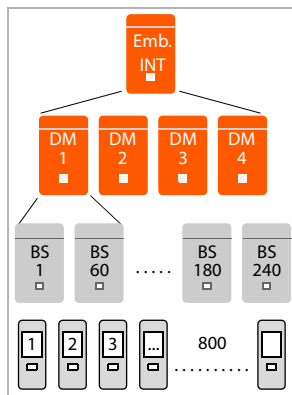 Emb.
INT
DM
1
DM
2
DM
3
DM
4
BS
1
BS
60
.....
BS
180
BS
240
1
2
3
...
800
..........